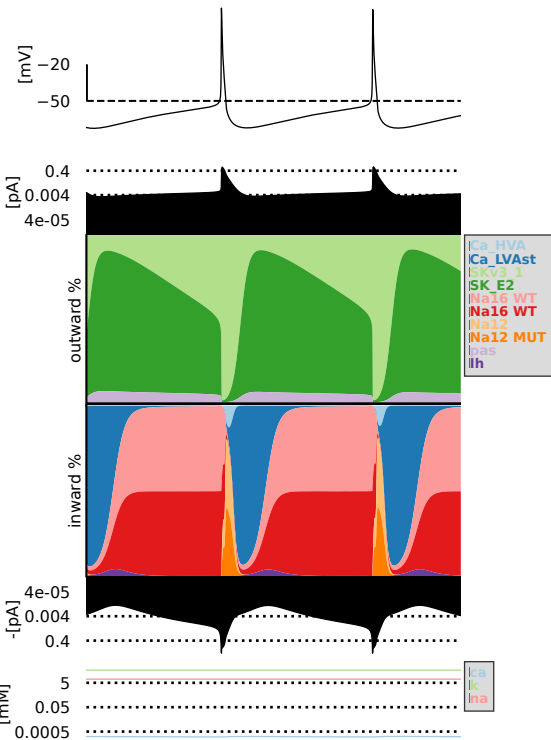 [mV]
−20
−50
[pA]
0.4
0.004
4e-05
outward %
Ca_HVA
Ca_LVAst
SKv3_1
SK_E2
Na16 WT
Na16 WT
Na12
Na12 MUT
pas
Ih
inward %
-[pA]
4e-05
0.004
0.4
[mM]
5
0.05
0.0005
ca
k
na